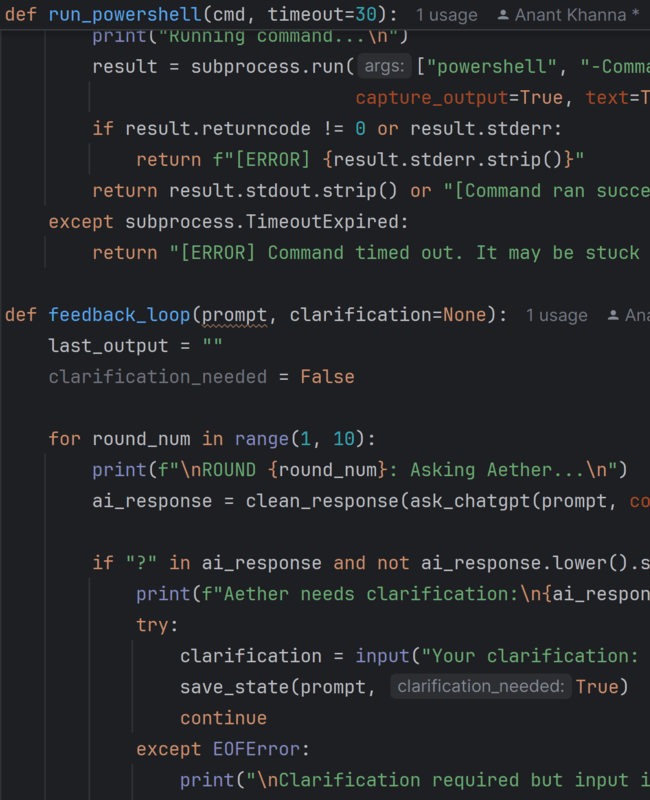 def run_powershell(cmd, timeout=30): 1 usage Anant Khanna *
print("Running command...\n")
result = subprocess.run( args: ["powershell", "-Comma
capture_output=True, text=T
if result.returncode != 0 or result.stderr:
return f"[ERROR] {result.stderr.strip()}"
return result.stdout.strip() or "[Command ran succe
except subprocess.TimeoutExpired:
return "[ERROR] Command timed out. It may be stuck
def feedback_loop(prompt, clarification=None): 1 usage Ana
last_output = ""
clarification_needed = False
for round_num in range(1, 10):
print(f"\nROUND {round_num}: Asking Aether...\n")
ai_response = clean_response(ask_chatgpt(prompt, co
if "?" in ai_response and not ai_response.lower().s
print(f"Aether needs clarification:\n{ai_respon
try:
clarification = input("Your clarification:
save_state(prompt, clarification_needed: True)
continue
except EOFError:
print("\nClarification required but input i